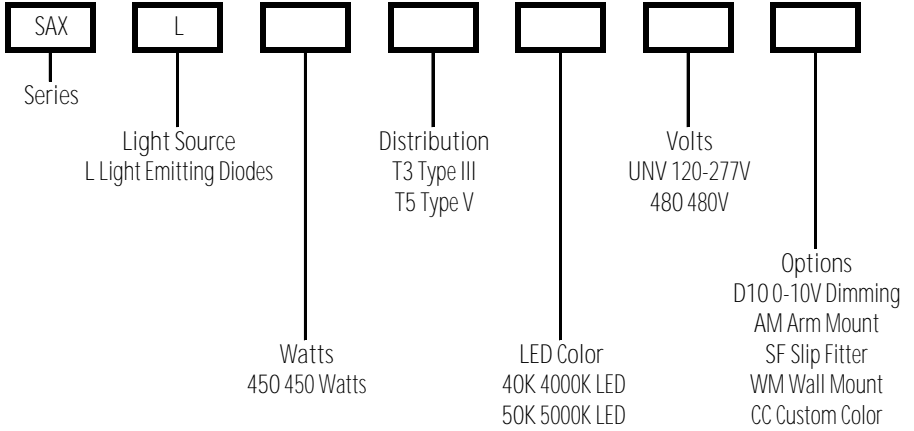 SAX
L
Series
Light Source
L Light Emitting Diodes
Watts
450 450 Watts
Distribution
T3 Type III
T5 Type V
LED Color
40K 4000K LED
50K 5000K LED
Volts
UNV 120-277V
480 480V
Options
D10 0-10V Dimming
AM Arm Mount
SF Slip Fitter
WM Wall Mount
CC Custom Color